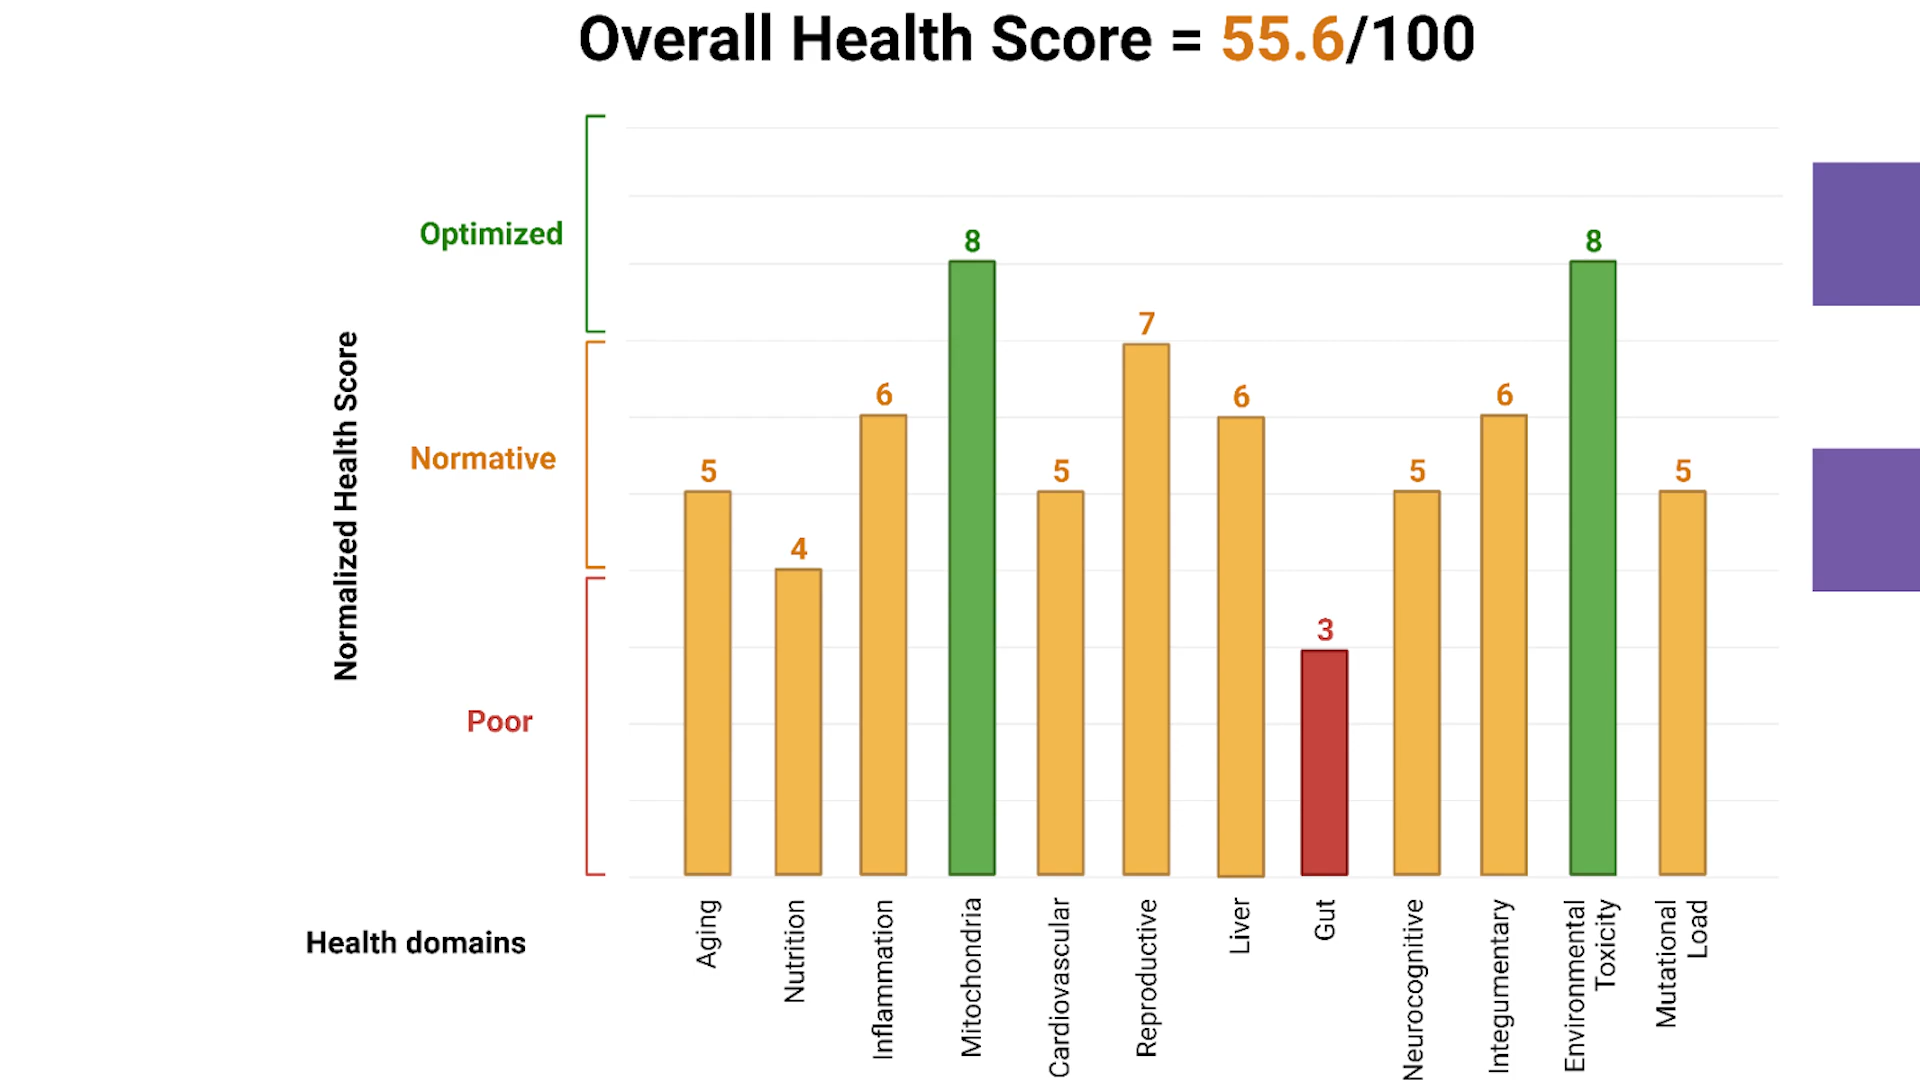 Overall Health Score = 55.6/100
Optimized
Normative
Poor
Normalized Health Score
8
8
7
6
6
6
5
5
5
5
4
3
Health domains
Aging
Nutrition
Inflammation
Mitochondria
Cardiovascular
Reproductive
Liver
Gut
Neurocognitive
Integumentary
Environmental
Toxicity
Mutational
Load